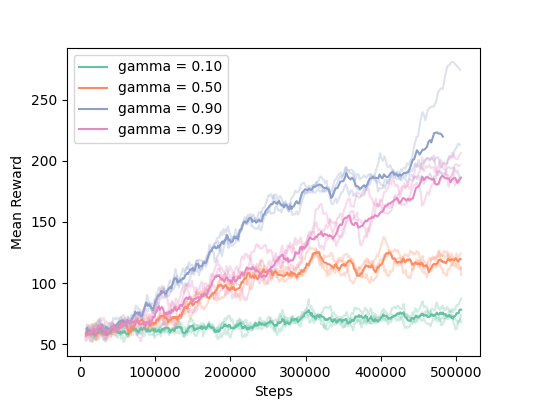 gamma = 0.10
gamma = 0.50
gamma = 0.90
gamma = 0.99
Mean Reward
250
200
150
100
50
0 100000 200000 300000 400000 500000
Steps